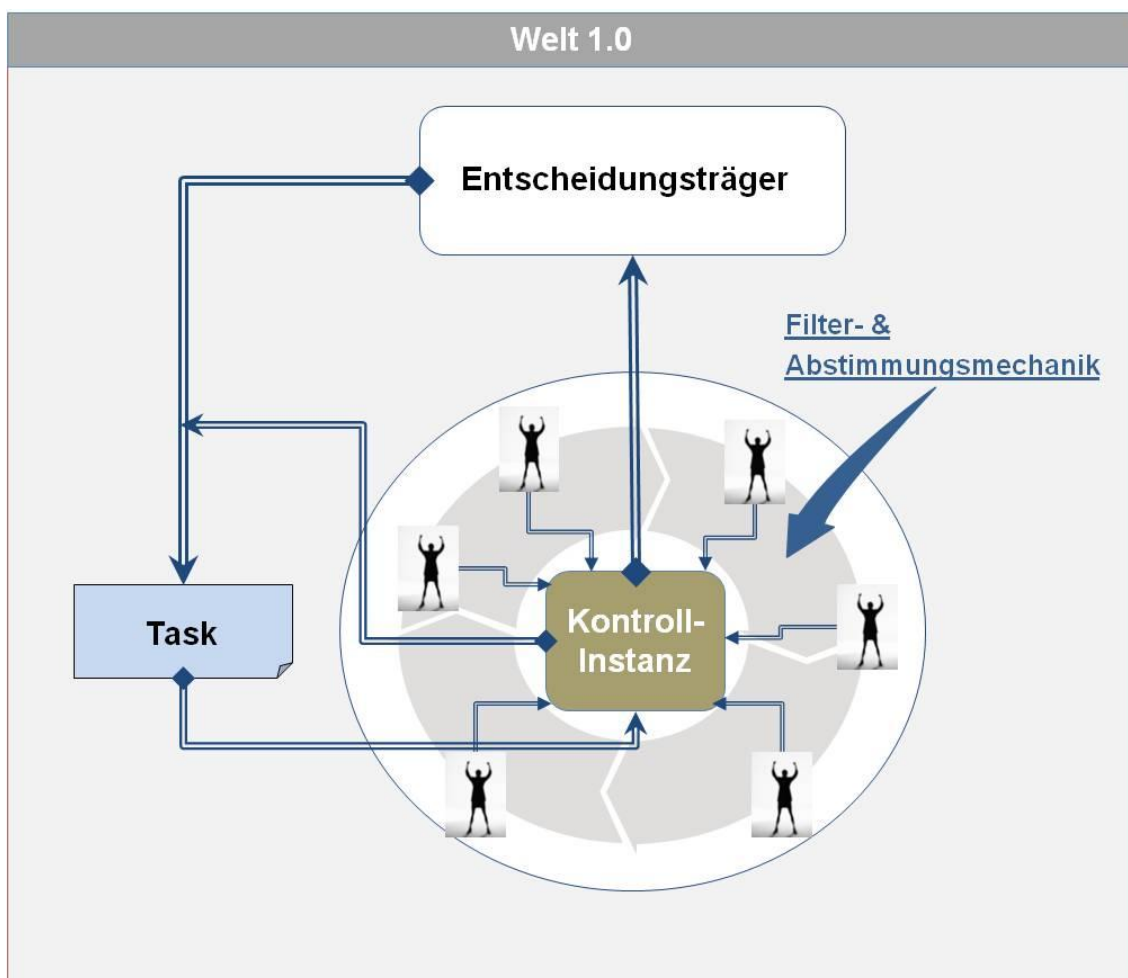 Welt 1.0
Entscheidungsträger
Filter- &
Abstimmungsmechanik
Kontroll-
Instanz
Task